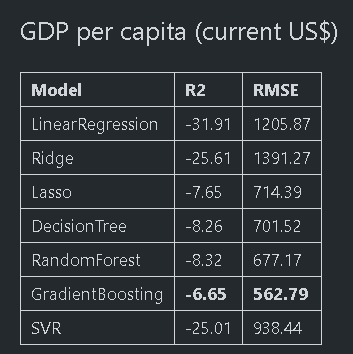 GDP per capita (current US$)
Model R2 RMSE
LinearRegression -31.91 1205.87
Ridge -25.61 1391.27
Lasso -7.65 714.39
DecisionTree -8.26 701.52
RandomForest -8.32 677.17
GradientBoosting -6.65 562.79
SVR -25.01 938.44